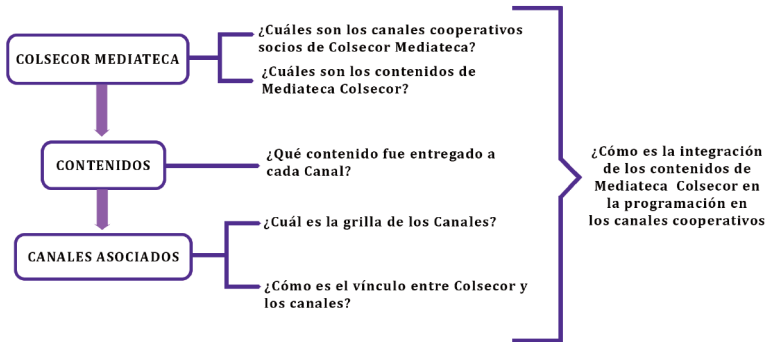 COLSECOR MEDIATECA
¿Cuáles son los canales cooperativos
socios de Colsecor Mediateca?
¿Cuáles son los contenidos de
Mediateca Colsecor?
CONTENIDOS
¿Qué contenido fue entregado a
cada Canal?
CANALES ASOCIADOS
¿Cuál es la grilla de los Canales?
¿Cómo es el vínculo entre Colsecor y
los canales?
¿Cómo es la integración
de los contenidos de
Mediateca Colsecor en
la programación en
los canales cooperativos